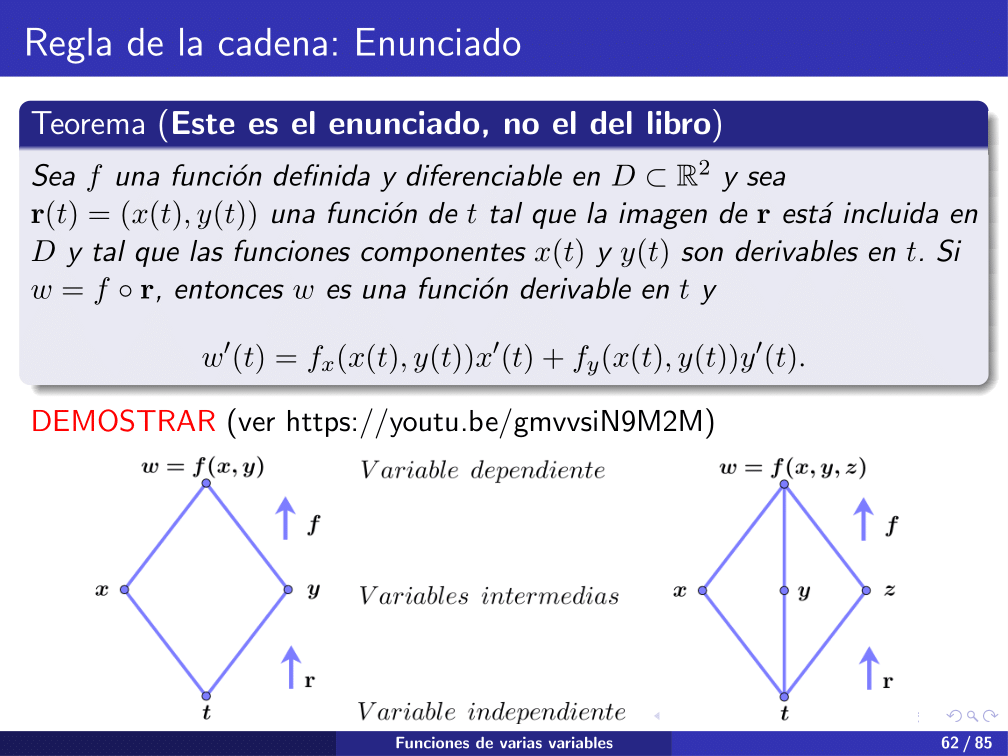 Regla de la cadena: Enunciado
Teorema (Este es el enunciado, no el del libro)
Sea f una función definida y diferenciable en D ⊂ ℝ² y sea
r(t) = (x(t), y(t)) una función de t tal que la imagen de r está incluida en
D y tal que las funciones componentes x(t) y y(t) son derivables en t. Si
w = f ∘ r, entonces w es una función derivable en t y
w′(t) = fₓ(x(t), y(t))x′(t) + f_y(x(t), y(t))y′(t).
DEMOSTRAR (ver https://youtu.be/gmvvsiN9M2M)
w = f(x, y)
Variable dependiente
w = f(x, y, z)
f
f
x
y
Variables intermedias
x
y
z
r
r
t
Variable independiente
t
Funciones de varias variables
62 / 85